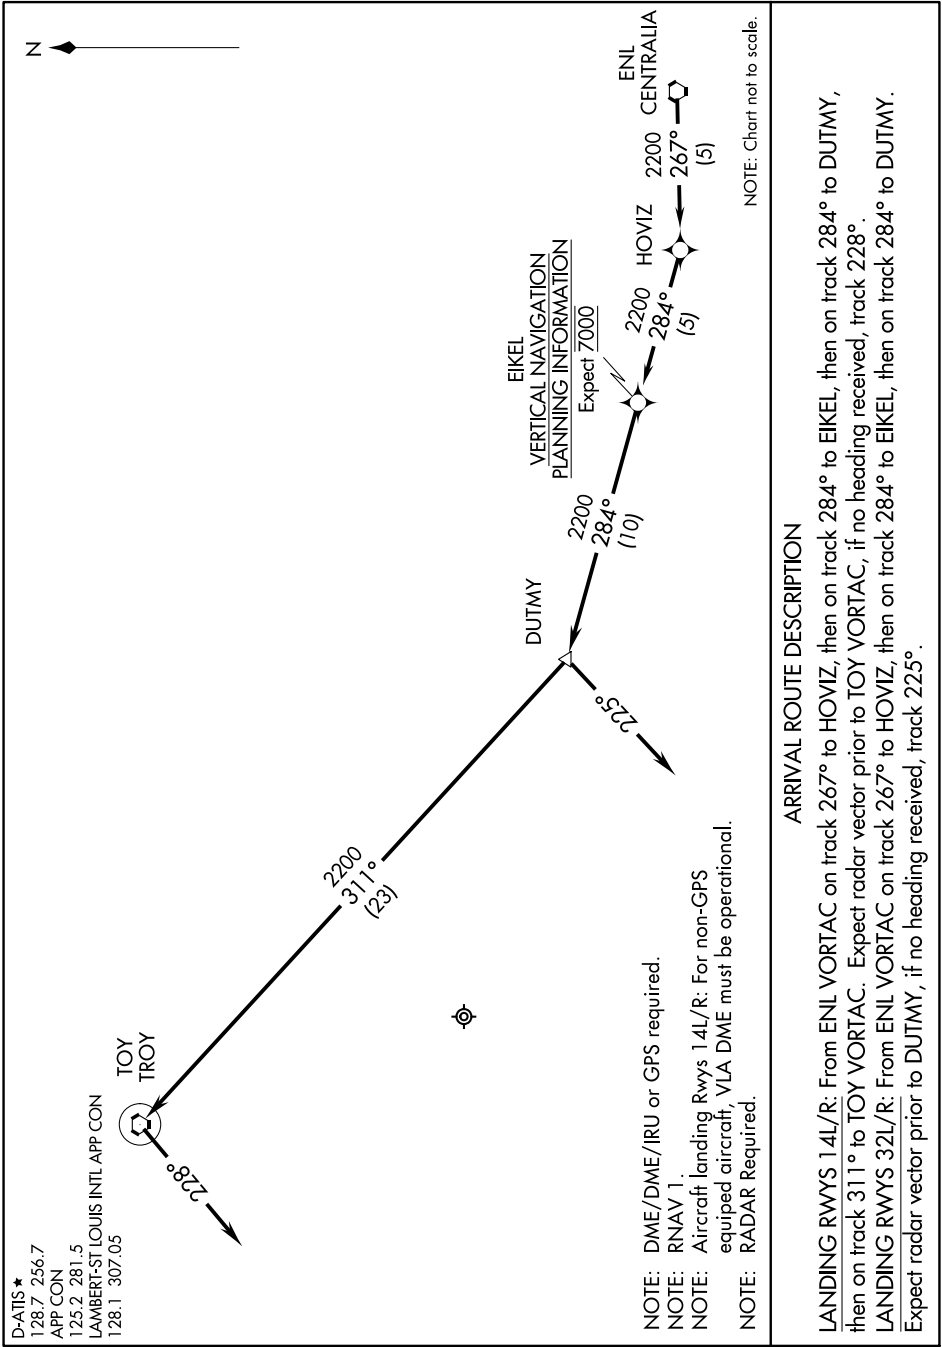 D-ATIS ★
128.7 256.7
APP CON
125.2 281.5
LAMBERT-ST LOUIS INTL APP CON
128.1 307.05
N
TOY
TROY
228°
2200
311°
(23)
DUTMY
225°
2200
284°
(10)
EIKEL
VERTICAL NAVIGATION
PLANNING INFORMATION
Expect 7000
2200
284°
(5)
HOVIZ
2200
267°
(5)
ENL
CENTRALIA
NOTE: DME/DME/IRU or GPS required.
NOTE: RNAV 1.
NOTE: Aircraft landing Rwys 14L/R: For non-GPS
equiped aircraft, VLA DME must be operational.
NOTE: RADAR Required.
NOTE: Chart not to scale.
ARRIVAL ROUTE DESCRIPTION
LANDING RWYS 14L/R: From ENL VORTAC on track 267° to HOVIZ, then on track 284° to EIKEL, then on track 284° to DUTMY,
then on track 311° to TOY VORTAC. Expect radar vector prior to TOY VORTAC, if no heading received, track 228°.
LANDING RWYS 32L/R: From ENL VORTAC on track 267° to HOVIZ, then on track 284° to EIKEL, then on track 284° to DUTMY.
Expect radar vector prior to DUTMY, if no heading received, track 225°.